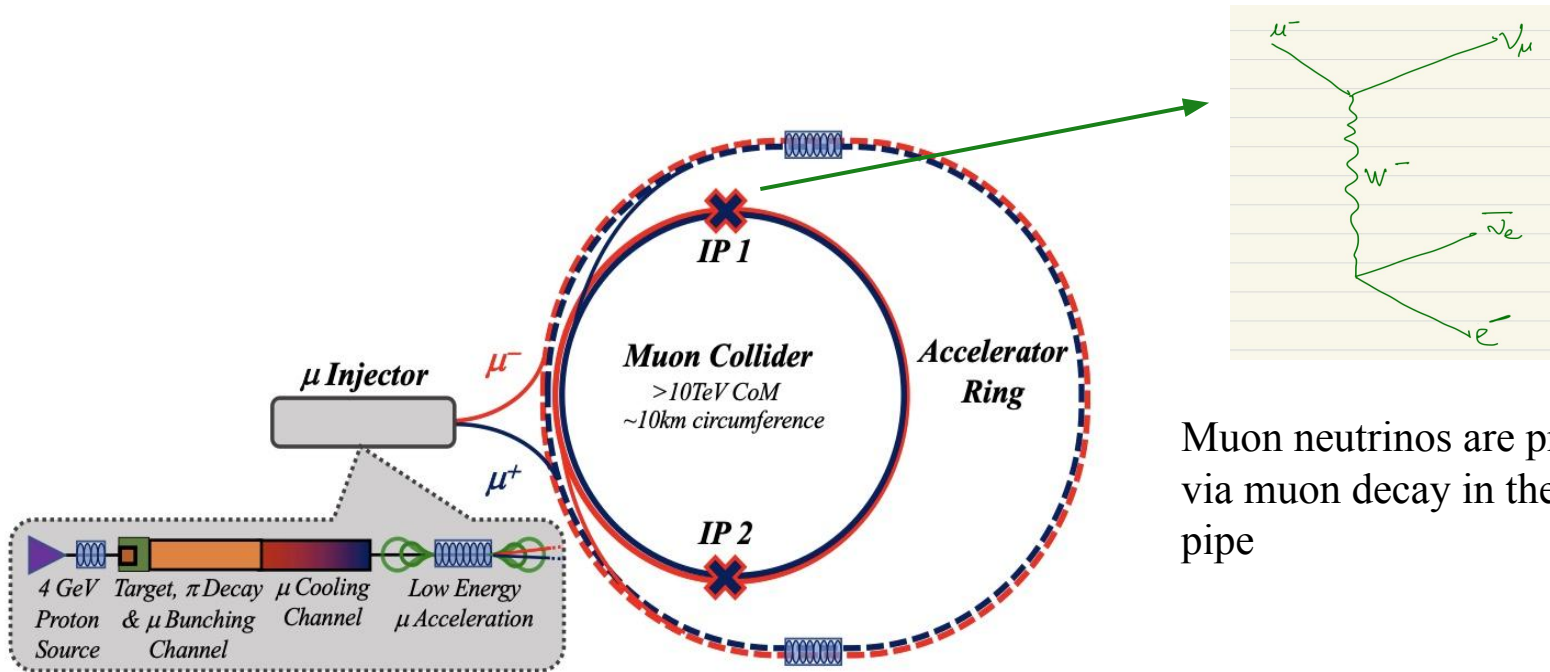 μ⁻
ν_μ
W⁻
ν̅_e
e⁻
IP 1
Muon Collider
>10TeV CoM
~10km circumference
Accelerator
Ring
μ Injector
μ⁻
μ⁺
IP 2
4 GeV
Proton
Source
Target, π Decay
& μ Bunching
Channel
μ Cooling
Channel
Low Energy
μ Acceleration
Muon neutrinos are
via muon decay in the
pipe